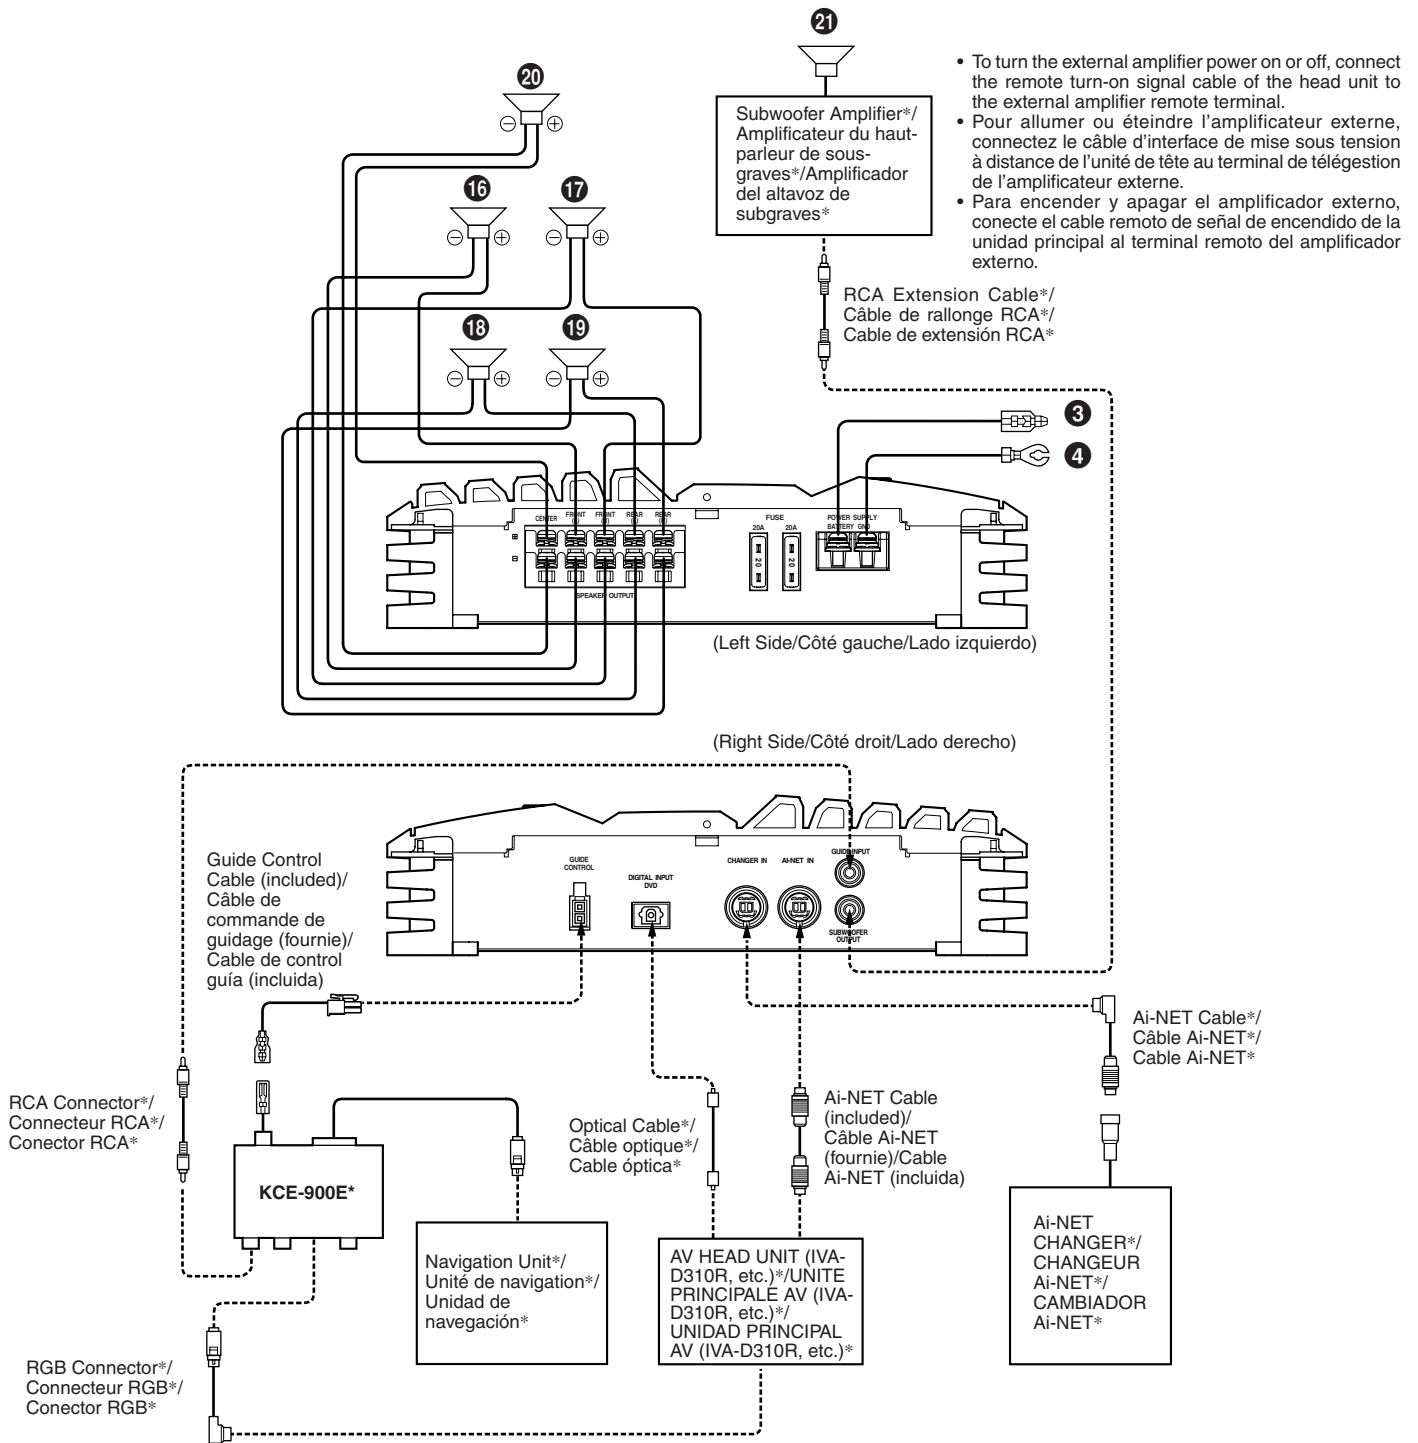 21
20
Subwoofer Amplifier*/
Amplificateur du haut-
parleur de sous-
graves*/Amplificador
del altavoz de
subgraves*
• To turn the external amplifier power on or off, connect
the remote turn-on signal cable of the head unit to
the external amplifier remote terminal.
• Pour allumer ou éteindre l'amplificateur externe,
connectez le câble d'interface de mise sous tension
à distance de l'unité de tête au terminal de télégestion
de l'amplificateur externe.
• Para encender y apagar el amplificador externo,
conecte el cable remoto de señal de encendido de la
unidad principal al terminal remoto del amplificador
externo.
16
17
RCA Extension Cable*/
Câble de rallonge RCA*/
Cable de extensión RCA*
18
19
3
4
CENTER
FRONT
FRONT
REAR
REAR
FUSE
20A
20A
20
20
POWER SUPPLY
BATTERY GND
SPEAKER OUTPUT
(Left Side/Côté gauche/Lado izquierdo)
(Right Side/Côté droit/Lado derecho)
GUIDE
CONTROL
DIGITAL INPUT
DVD
CHANGER IN
Ai-NET IN
GUIDE INPUT
SUBWOOFER
OUTPUT
Guide Control
Cable (included)/
Câble de
commande de
guidage (fournie)/
Cable de control
guía (incluida)
Ai-NET Cable*/
Câble Ai-NET*/
Cable Ai-NET*
RCA Connector*/
Connecteur RCA*/
Conector RCA*
Optical Cable*/
Câble optique*/
Cable óptica*
Ai-NET Cable
(included)/
Câble Ai-NET
(fournie)/Cable
Ai-NET (incluida)
KCE-900E*
Navigation Unit*/
Unité de navigation*/
Unidad de
navegación*
AV HEAD UNIT (IVA-
D310R, etc.)*/UNITE
PRINCIPALE AV (IVA-
D310R, etc.)*/
UNIDAD PRINCIPAL
AV (IVA-D310R, etc.)*
Ai-NET
CHANGER*/
CHANGEUR
Ai-NET*/
CAMBIADOR
Ai-NET*
RGB Connector*/
Connecteur RGB*/
Conector RGB*